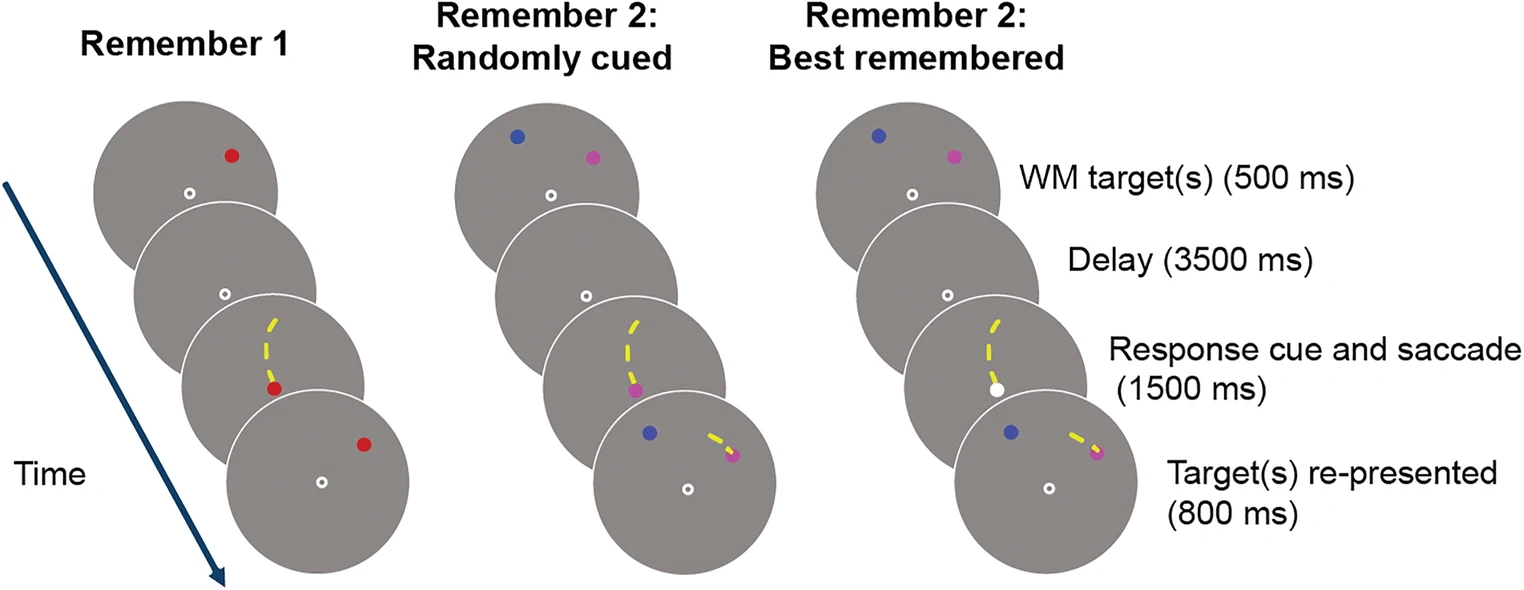 Remember 1
Remember 2:
Randomly cued
Remember 2:
Best remembered
WM target(s) (500 ms)
Delay (3500 ms)
Response cue and saccade
(1500 ms)
Time
Target(s) re-presented
(800 ms)